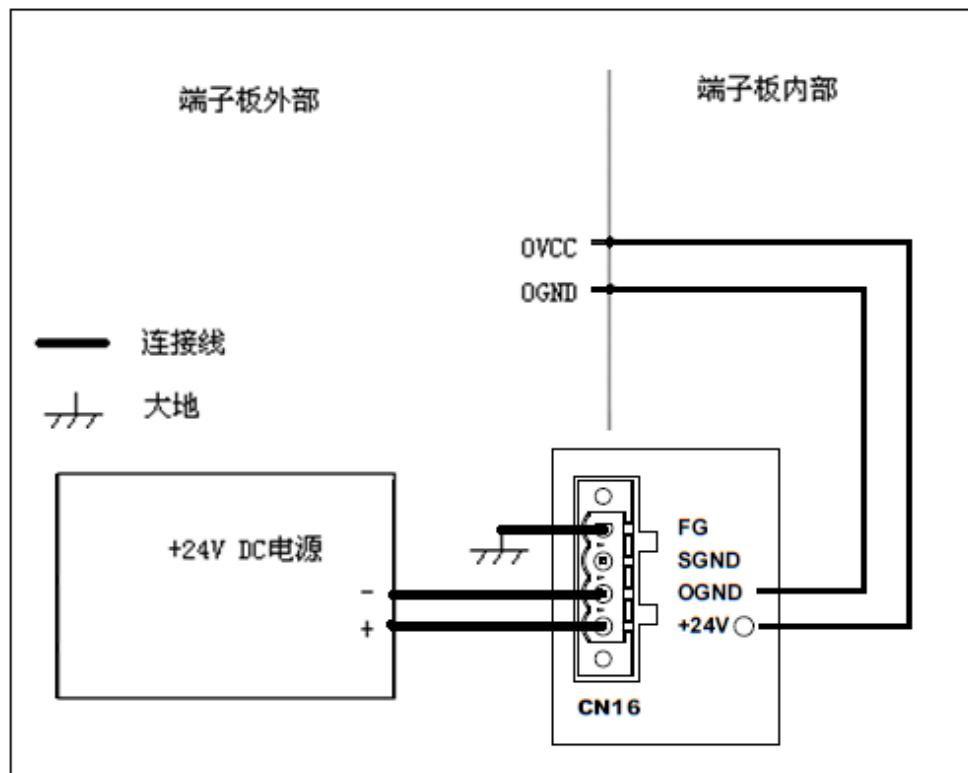 端子板外部
端子板内部
OVCC
OGND
连接线
大地
+24V DC电源
-
+
FG
SGND
OGND
+24V
CN16